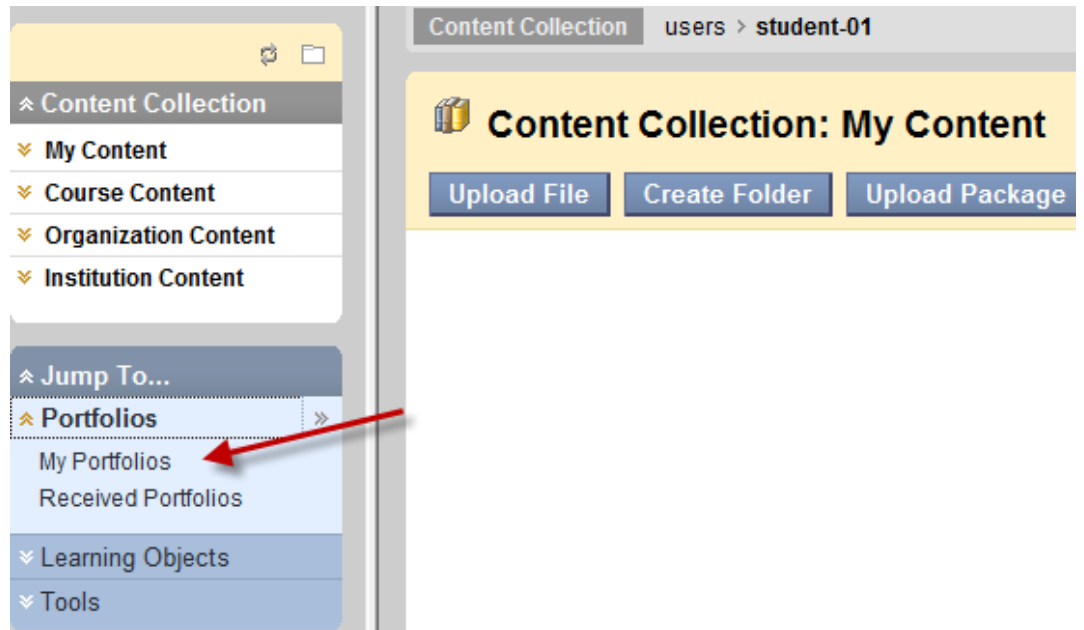 Content Collection
My Content
Course Content
Organization Content
Institution Content
Jump To...
Portfolios
My Portfolios
Received Portfolios
Learning Objects
Tools
Content Collection users > student-01
Content Collection: My Content
Upload File Create Folder Upload Package